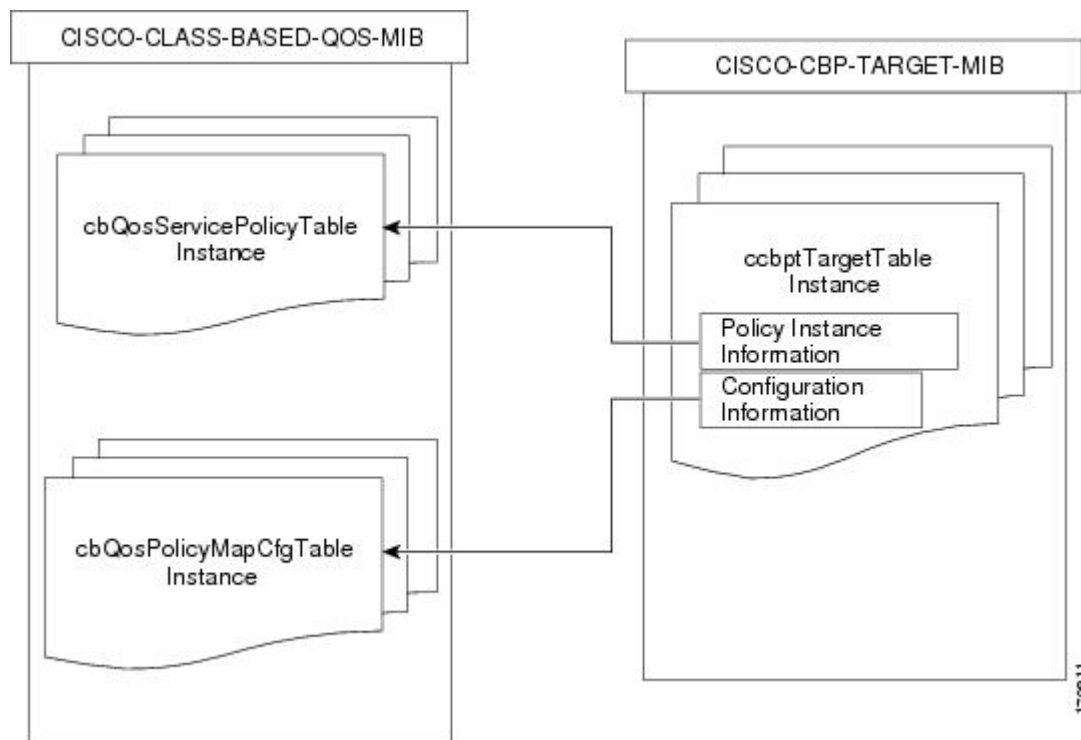 CISCO-CLASS-BASED-QOS-MIB
cbQosServicePolicyTable
Instance
cbQosPolicyMapCfgTable
Instance
CISCO-CBP-TARGET-MIB
ccbptTargetTable
Instance
Policy Instance
Information
Configuration
Information